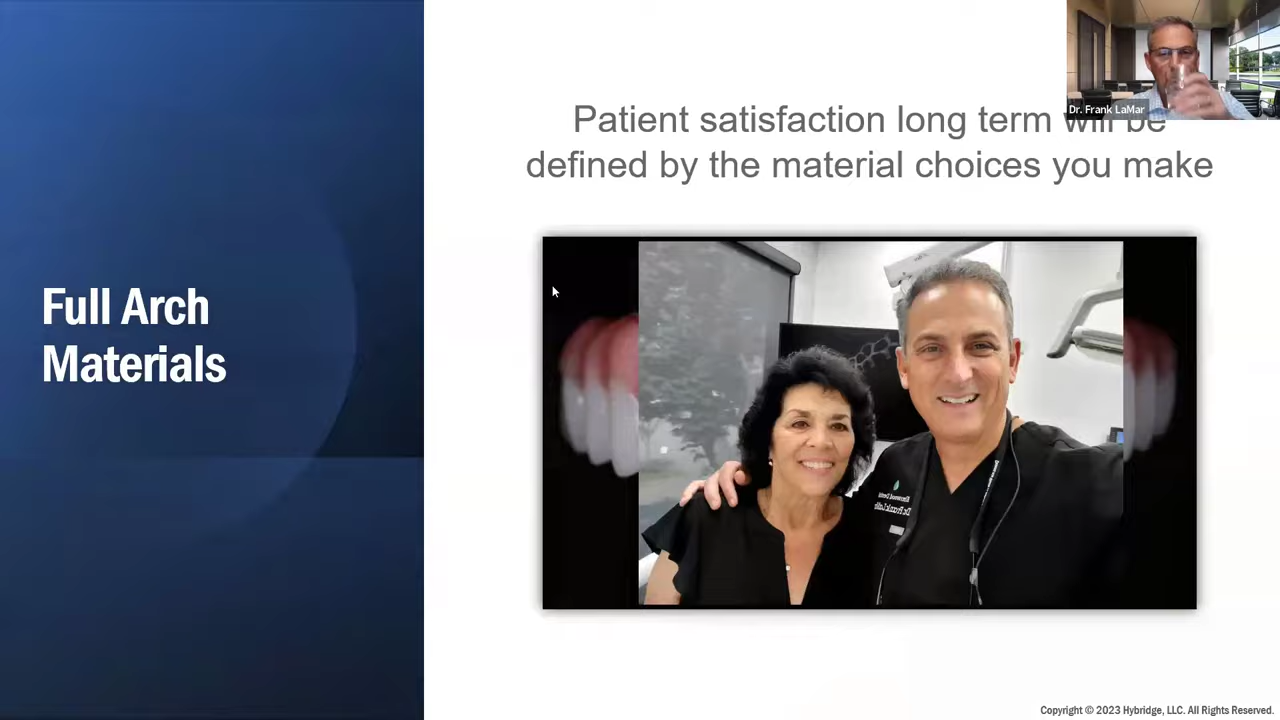 Dr. Frank LaMar
Patient satisfaction long term will be
defined by the material choices you make
Full Arch
Materials
Copyright © 2023 Hybridge, LLC. All Rights Reserved.